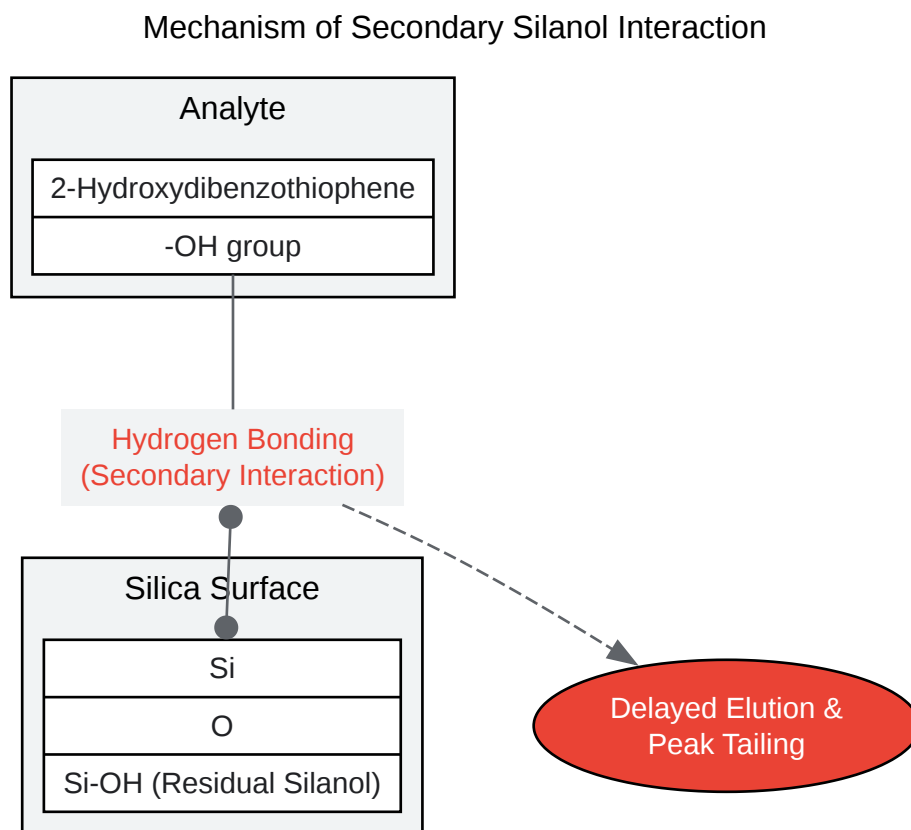 Mechanism of Secondary Silanol Interaction
Analyte
2-Hydroxydibenzothiophene
-OH group
Hydrogen Bonding
(Secondary Interaction)
Silica Surface
Si
O
Si-OH (Residual Silanol)
Delayed Elution &
Peak Tailing